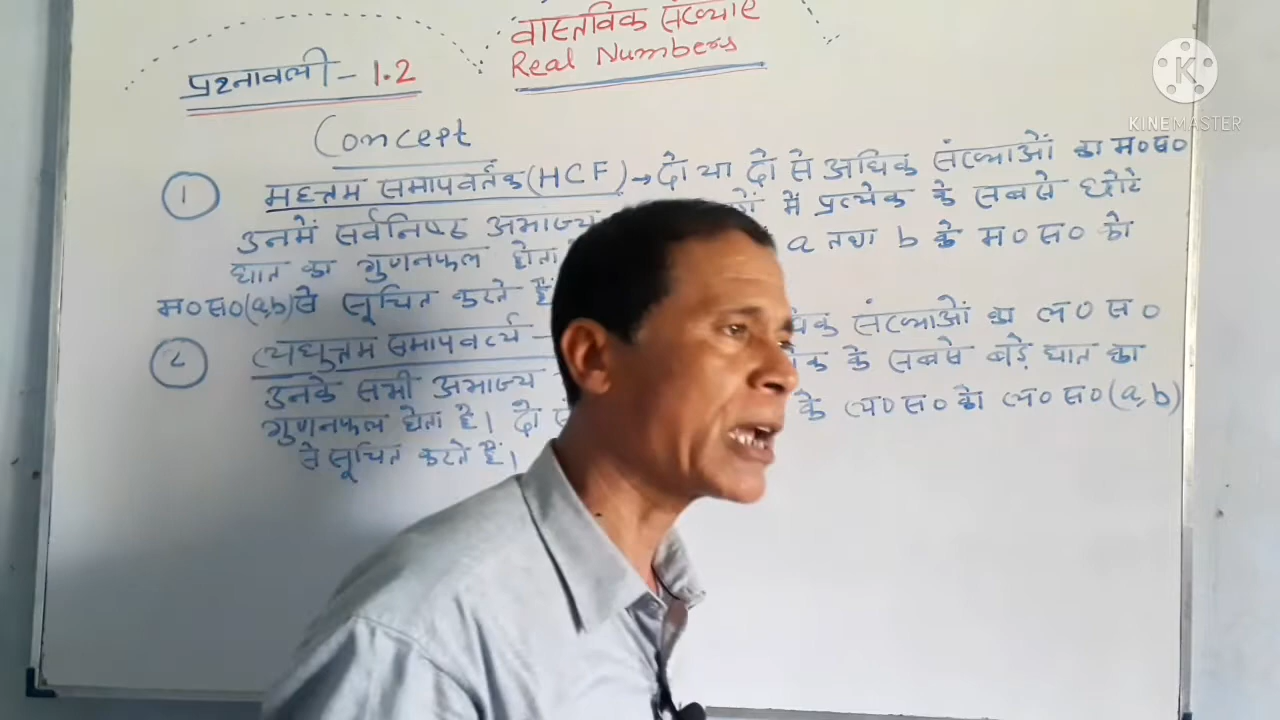 वास्तविक संख्याएं
Real Numbers
प्रश्नावली - 1.2
KINEMASTER
Concept
1 महत्तम समापवर्तक (HCF) → दो या दो से अधिक संख्याओं का म०स०
उनमें सर्वनिष्ठ अभाज्य में प्रत्येक के सबसे छोटे
घात का गुणनफल होता a तथा b के म०स० को
म०स०(a,b) से सूचित करते हैं
2 लघुत्तम समापवर्त्य - संख्याओं का ल०स०
उनके सभी अभाज्य के सबसे बड़े घात का
गुणनफल होता है। दो के ल०स० को ल०स०(a,b)
से सूचित करते हैं।